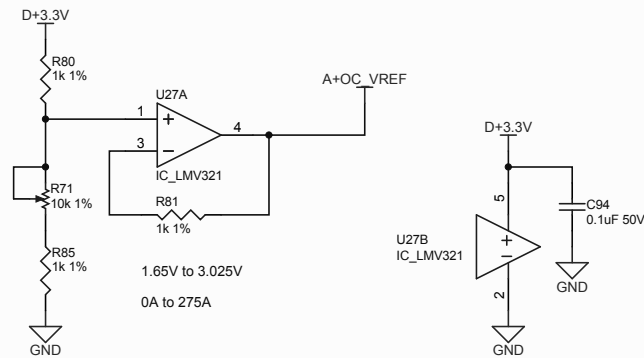 D+3.3V
R80
1k 1%
U27A
A+OC_VREF
1
+
3
−
4
IC_LMV321
R71
10k 1%
R81
1k 1%
R85
1k 1%
1.65V to 3.025V
0A to 275A
GND
D+3.3V
5
C94
0.1uF 50V
U27B
IC_LMV321
+
−
2
GND
GND